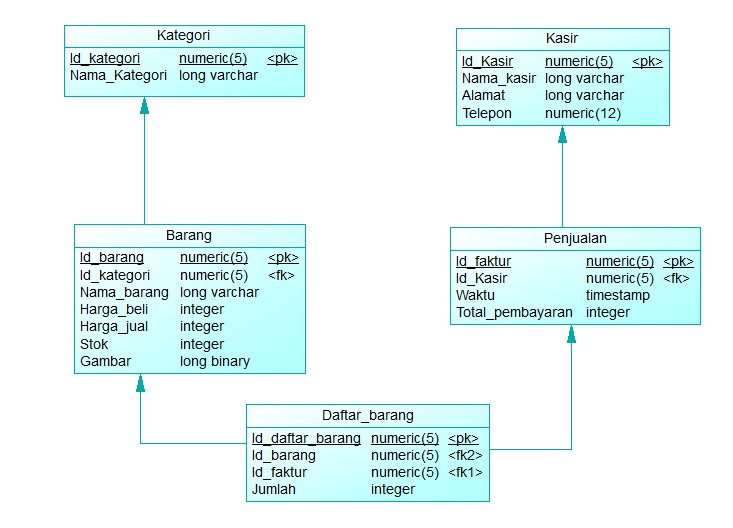 Kategori
Id_kategori numeric(5) <pk>
Nama_Kategori long varchar
Kasir
Id_Kasir numeric(5) <pk>
Nama_kasir long varchar
Alamat long varchar
Telepon numeric(12)
Barang
Id_barang numeric(5) <pk>
Id_kategori numeric(5) <fk>
Nama_barang long varchar
Harga_beli integer
Harga_jual integer
Stok integer
Gambar long binary
Penjualan
Id_faktur numeric(5) <pk>
Id_Kasir numeric(5) <fk>
Waktu timestamp
Total_pembayaran integer
Daftar_barang
Id_daftar_barang numeric(5) <pk>
Id_barang numeric(5) <fk2>
Id_faktur numeric(5) <fk1>
Jumlah integer